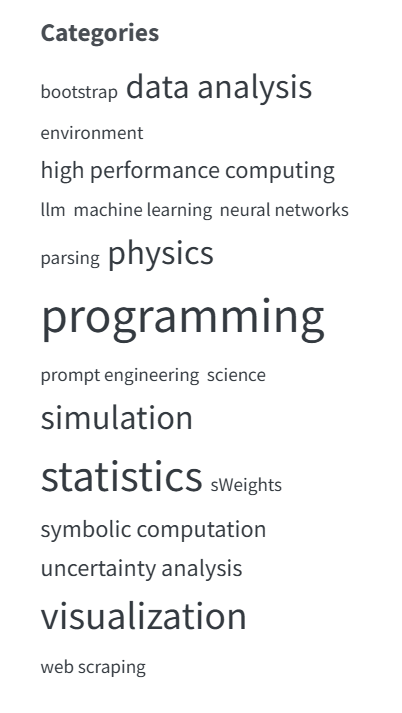 Categories
bootstrap data analysis
environment
high performance computing
llm machine learning neural networks
parsing physics
programming
prompt engineering science
simulation
statistics sWeights
symbolic computation
uncertainty analysis
visualization
web scraping